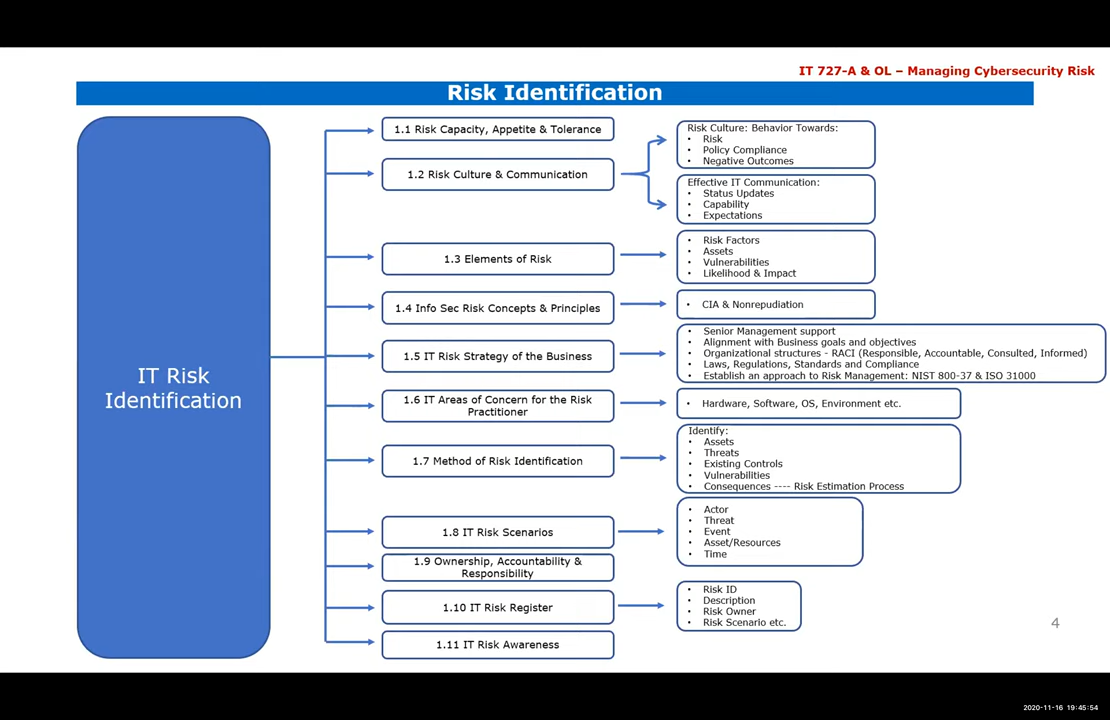 IT 727-A & OL – Managing Cybersecurity Risk
Risk Identification
IT Risk
Identification
1.1 Risk Capacity, Appetite & Tolerance
1.2 Risk Culture & Communication
Risk Culture: Behavior Towards:
• Risk
• Policy Compliance
• Negative Outcomes
Effective IT Communication:
• Status Updates
• Capability
• Expectations
1.3 Elements of Risk
• Risk Factors
• Assets
• Vulnerabilities
• Likelihood & Impact
1.4 Info Sec Risk Concepts & Principles
• CIA & Nonrepudiation
1.5 IT Risk Strategy of the Business
• Senior Management support
• Alignment with Business goals and objectives
• Organizational structures - RACI (Responsible, Accountable, Consulted, Informed)
• Laws, Regulations, Standards and Compliance
• Establish an approach to Risk Management: NIST 800-37 & ISO 31000
1.6 IT Areas of Concern for the Risk
Practitioner
• Hardware, Software, OS, Environment etc.
1.7 Method of Risk Identification
Identify:
• Assets
• Threats
• Existing Controls
• Vulnerabilities
• Consequences ---- Risk Estimation Process
1.8 IT Risk Scenarios
• Actor
• Threat
• Event
• Asset/Resources
• Time
1.9 Ownership, Accountability &
Responsibility
1.10 IT Risk Register
• Risk ID
• Description
• Risk Owner
• Risk Scenario etc.
1.11 IT Risk Awareness
4
2020-11-16 19:45:54